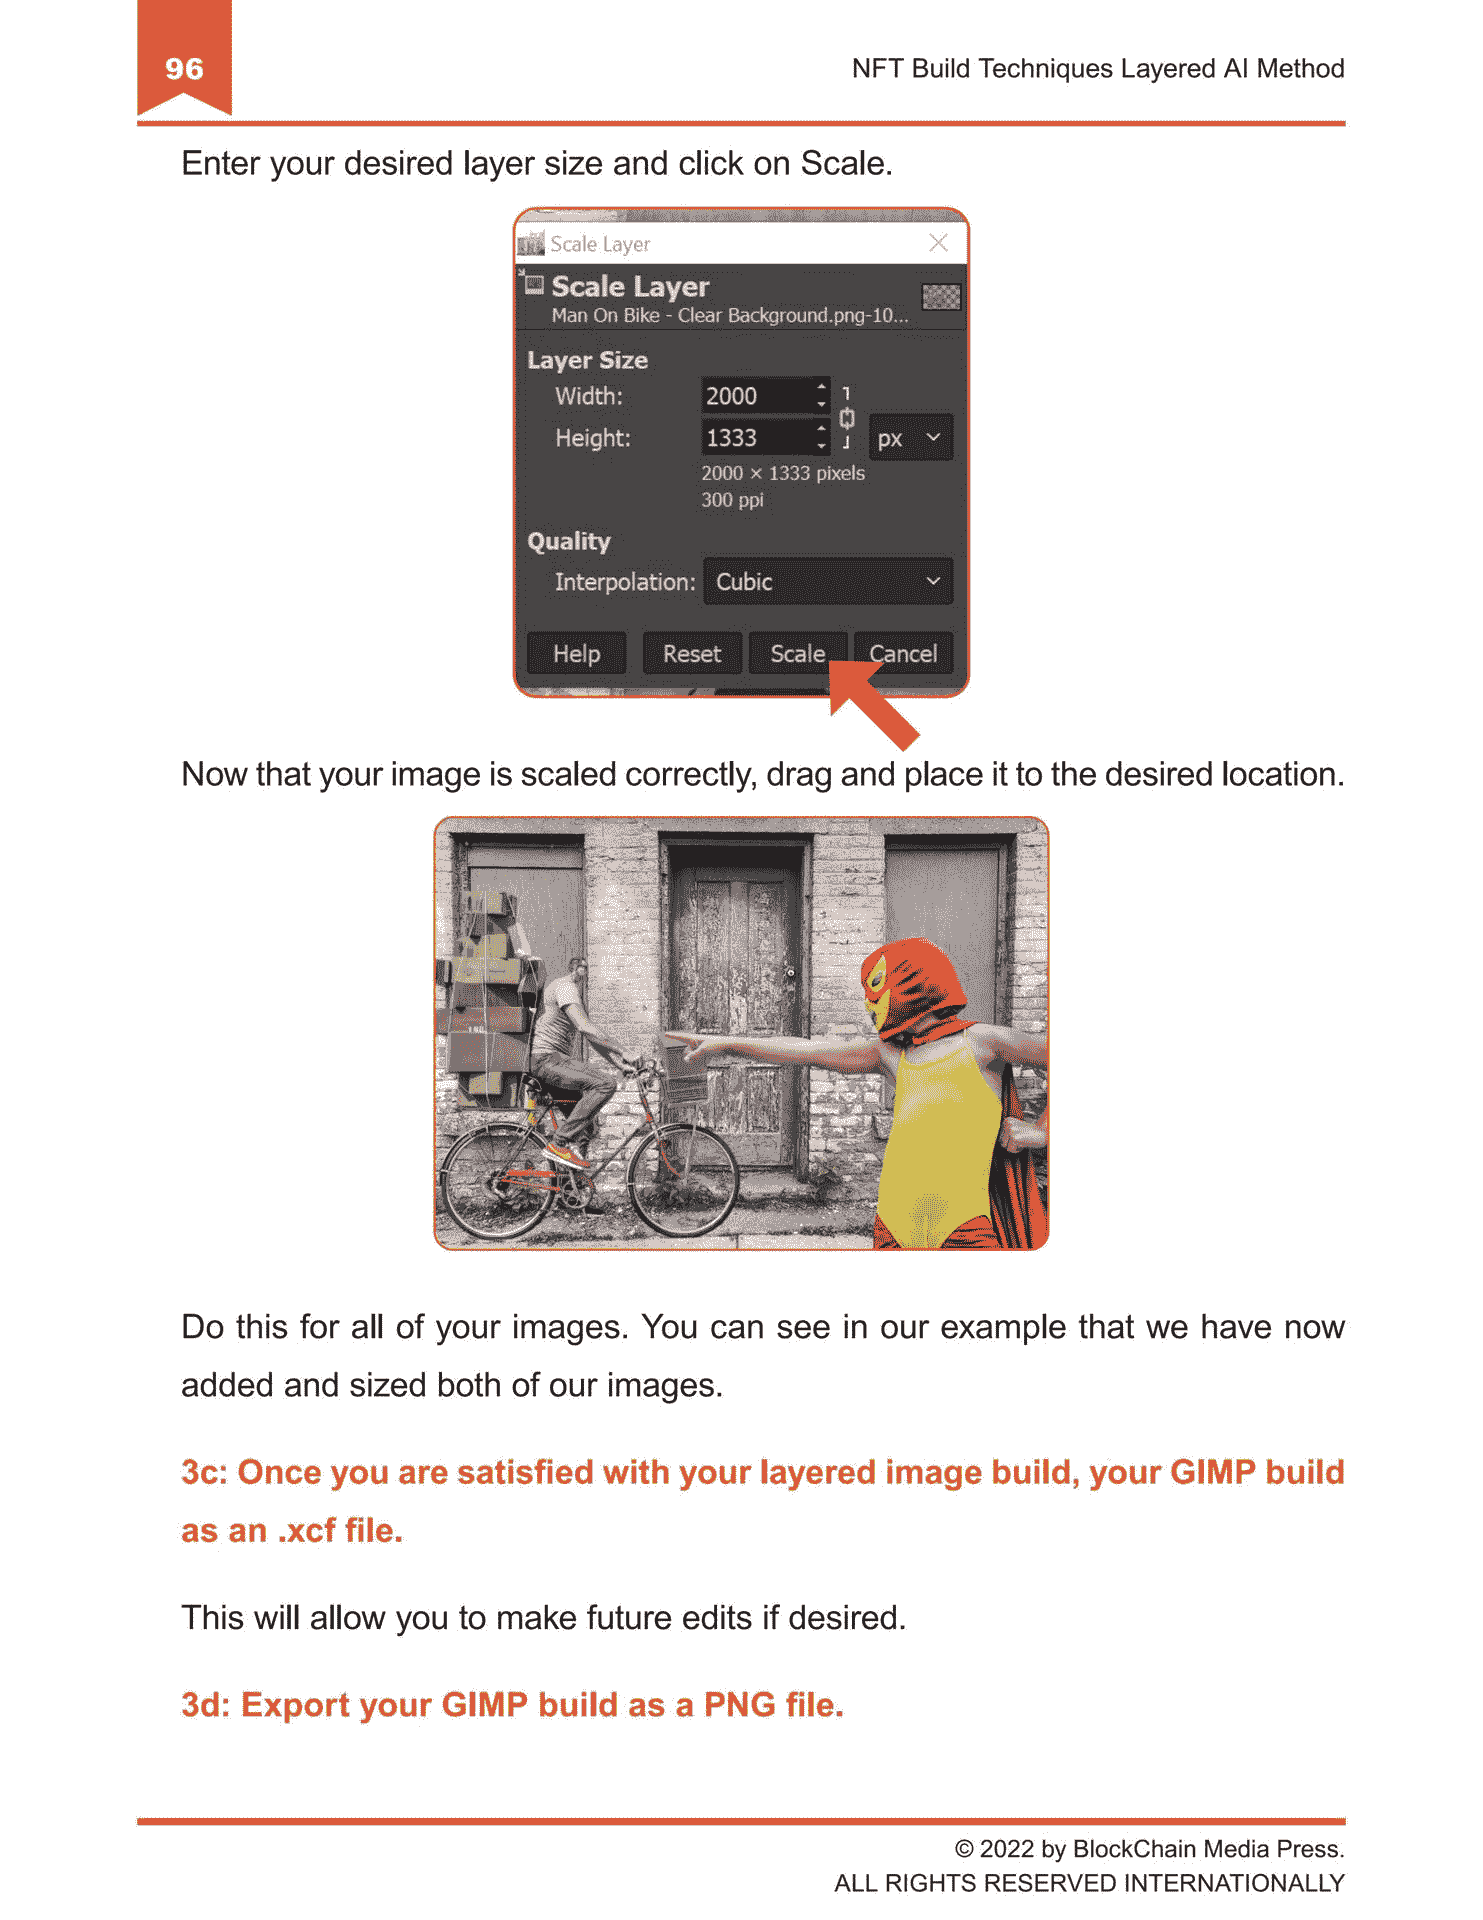 96
NFT Build Techniques Layered AI Method
Enter your desired layer size and click on Scale.
Scale Layer
Scale Layer
Man On Bike - Clear Background.png-10...
Layer Size
Width: 2000
Height: 1333 px
2000 × 1333 pixels
300 ppi
Quality
Interpolation: Cubic
Help Reset Scale Cancel
Now that your image is scaled correctly, drag and place it to the desired location.
Do this for all of your images. You can see in our example that we have now
added and sized both of our images.
3c: Once you are satisfied with your layered image build, your GIMP build
as an .xcf file.
This will allow you to make future edits if desired.
3d: Export your GIMP build as a PNG file.
© 2022 by BlockChain Media Press.
ALL RIGHTS RESERVED INTERNATIONALLY